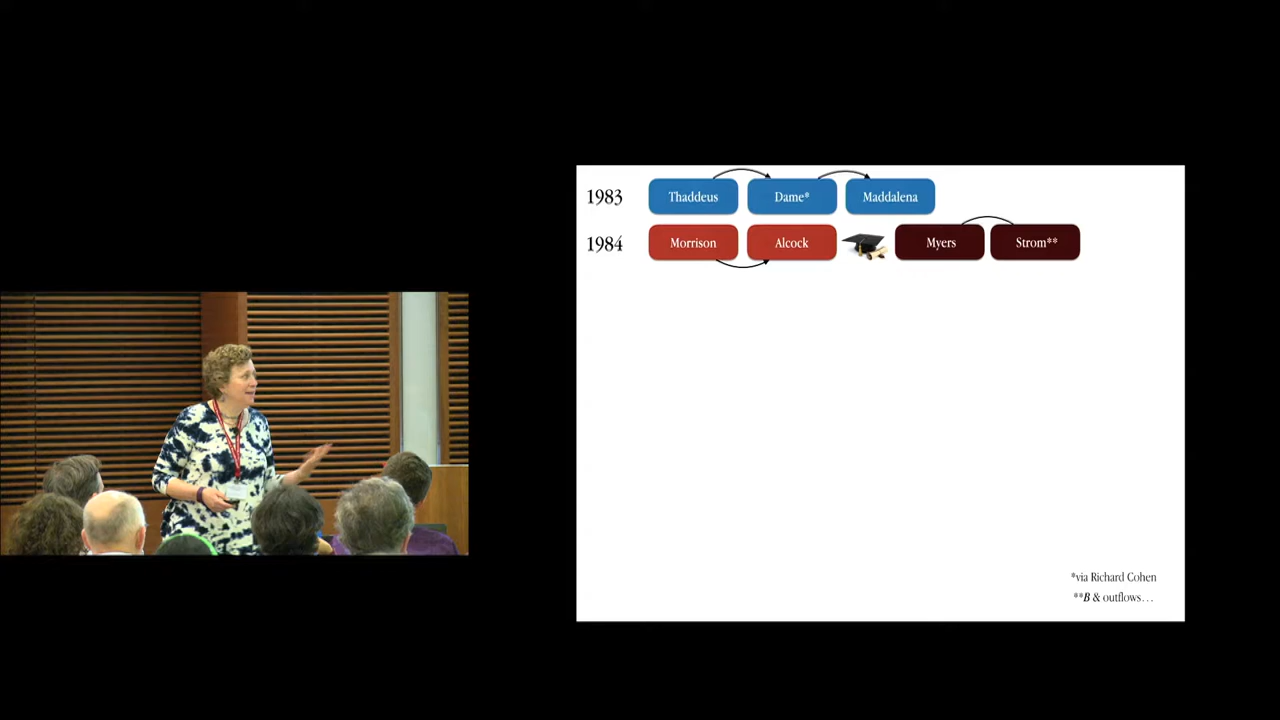 1983 Thaddeus Dame* Maddalena
1984 Morrison Alcock Myers Strom**
*via Richard Cohen
**B & outflows…